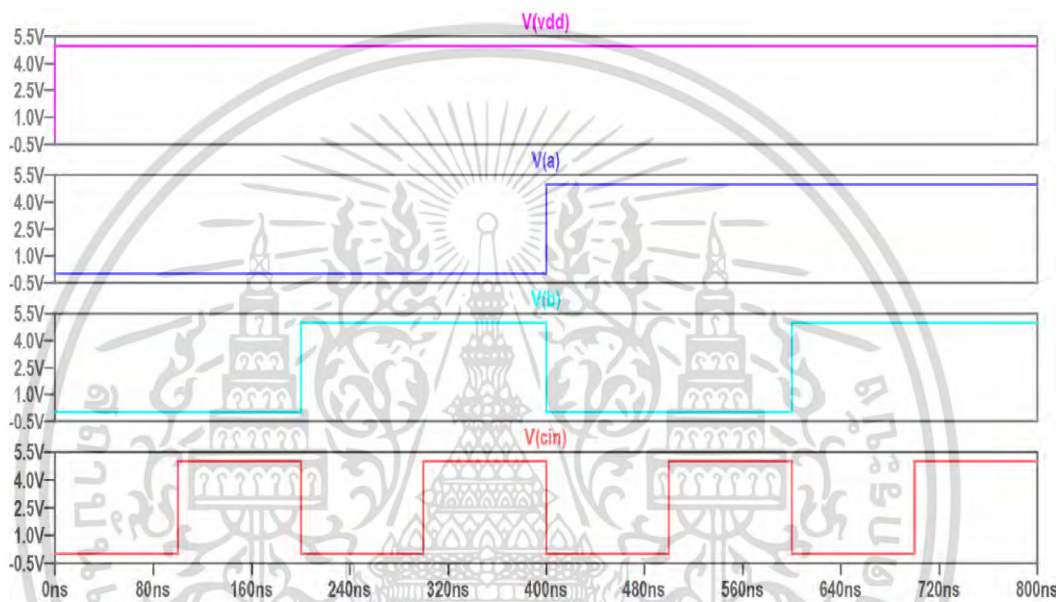 V(vdd)
5.5V
4.0V
2.5V
1.0V
-0.5V
V(a)
5.5V
4.0V
2.5V
1.0V
-0.5V
V(b)
5.5V
4.0V
2.5V
1.0V
-0.5V
V(cin)
5.5V
4.0V
2.5V
1.0V
-0.5V
0ns 80ns 160ns 240ns 320ns 400ns 480ns 560ns 640ns 720ns 800ns